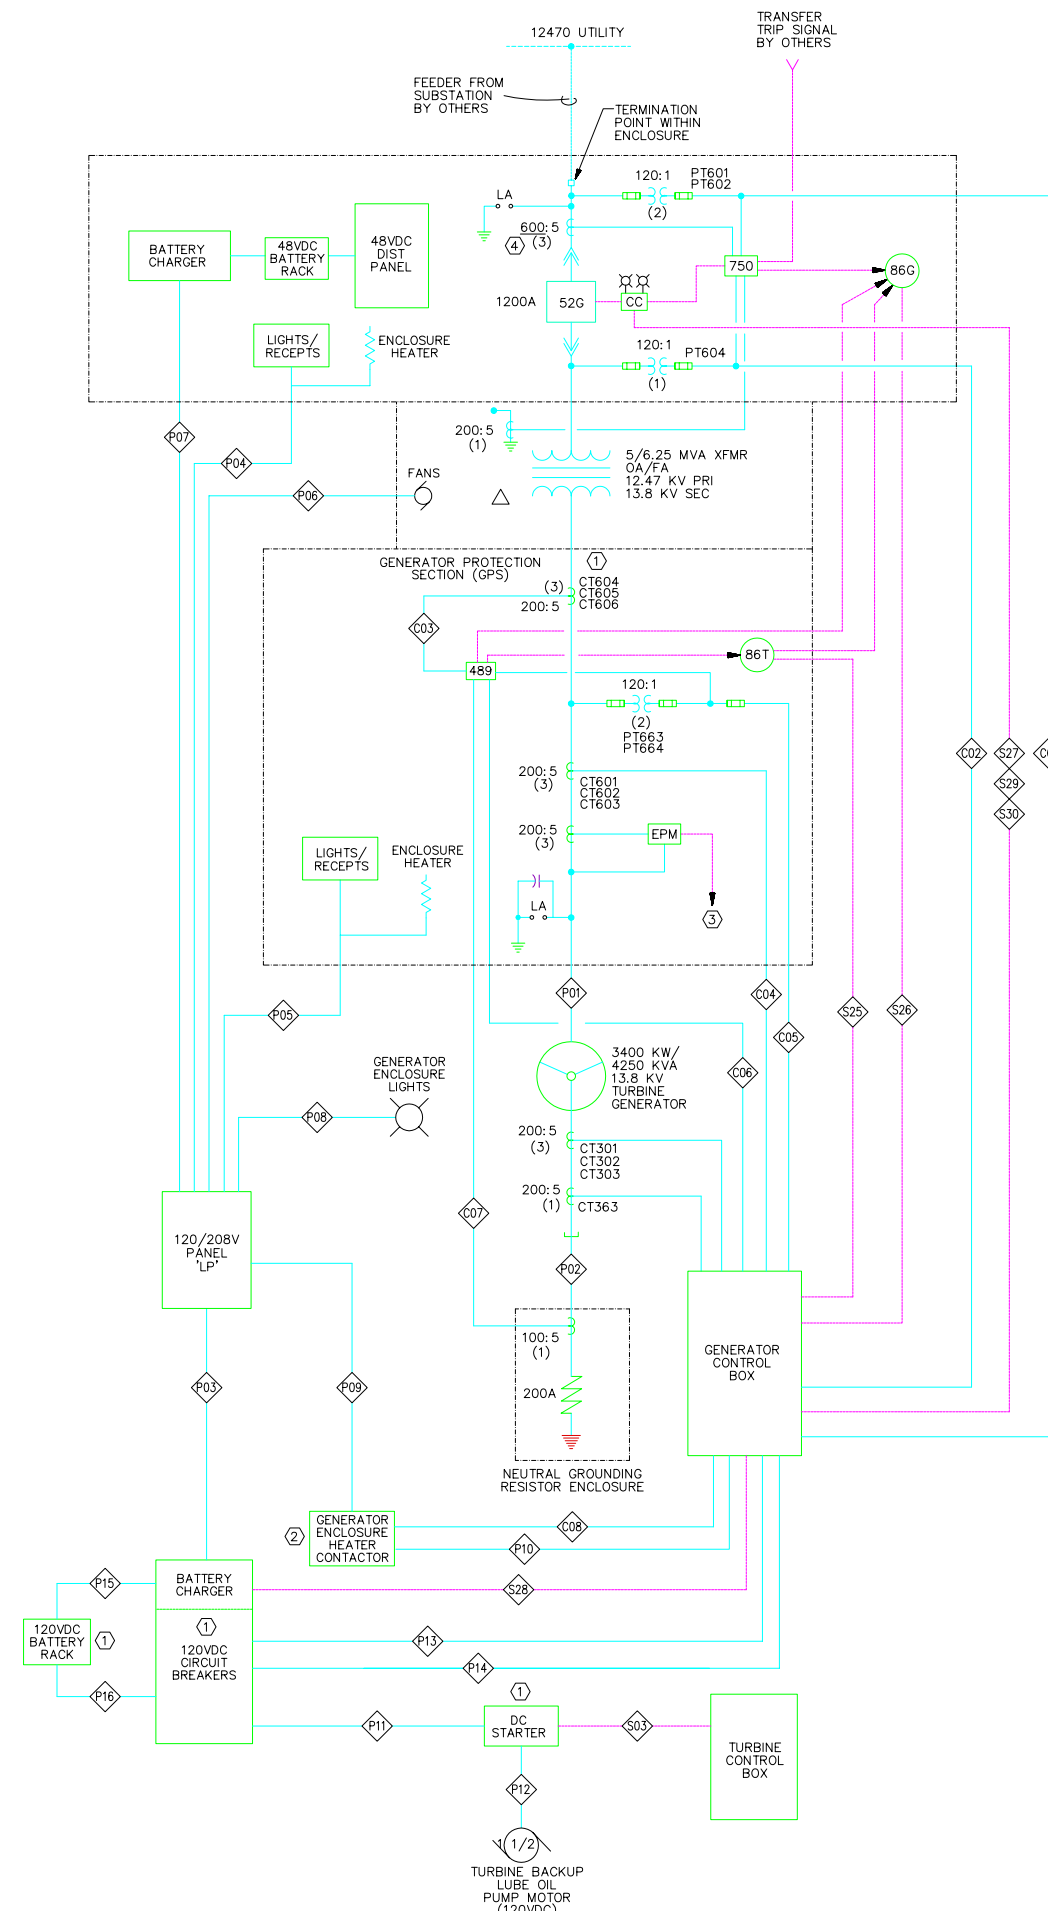 12470 UTILITY
TRANSFER
TRIP SIGNAL
BY OTHERS
FEEDER FROM
SUBSTATION
BY OTHERS
TERMINATION
POINT WITHIN
ENCLOSURE
120:1
PT601
PT602
(2)
LA
600:5
4
(3)
BATTERY
CHARGER
48VDC
BATTERY
RACK
48VDC
DIST
PANEL
750
86G
1200A
52G
CC
LIGHTS/
RECEPTS
ENCLOSURE
HEATER
120:1
PT604
(1)
P07
200:5
(1)
P04
5/6.25 MVA XFMR
OA/FA
12.47 KV PRI
13.8 KV SEC
FANS
P06
GENERATOR PROTECTION
SECTION (GPS)
1
(3)
200:5
CT604
CT605
CT606
C03
489
86T
120:1
(2)
PT663
PT664
C02
S27
S29
S30
200:5
(3)
CT601
CT602
CT603
200:5
(3)
EPM
LIGHTS/
RECEPTS
ENCLOSURE
HEATER
LA
3
P01
C04
S25
S26
P05
C05
3400 KW/
4250 KVA
13.8 KV
TURBINE
GENERATOR
C06
GENERATOR
ENCLOSURE
LIGHTS
P08
200:5
(3)
CT301
CT302
CT303
200:5
(1)
CT363
C07
120/208V
PANEL
'LP'
P02
100:5
(1)
GENERATOR
CONTROL
BOX
P03
P09
200A
NEUTRAL GROUNDING
RESISTOR ENCLOSURE
2
GENERATOR
ENCLOSURE
HEATER
CONTACTOR
C08
P10
P15
BATTERY
CHARGER
S28
120VDC
BATTERY
RACK
1
1
120VDC
CIRCUIT
BREAKERS
P13
P14
P16
1
P11
DC
STARTER
S03
TURBINE
CONTROL
BOX
P12
1 1/2
TURBINE BACKUP
LUBE OIL
PUMP MOTOR
(120VDC)